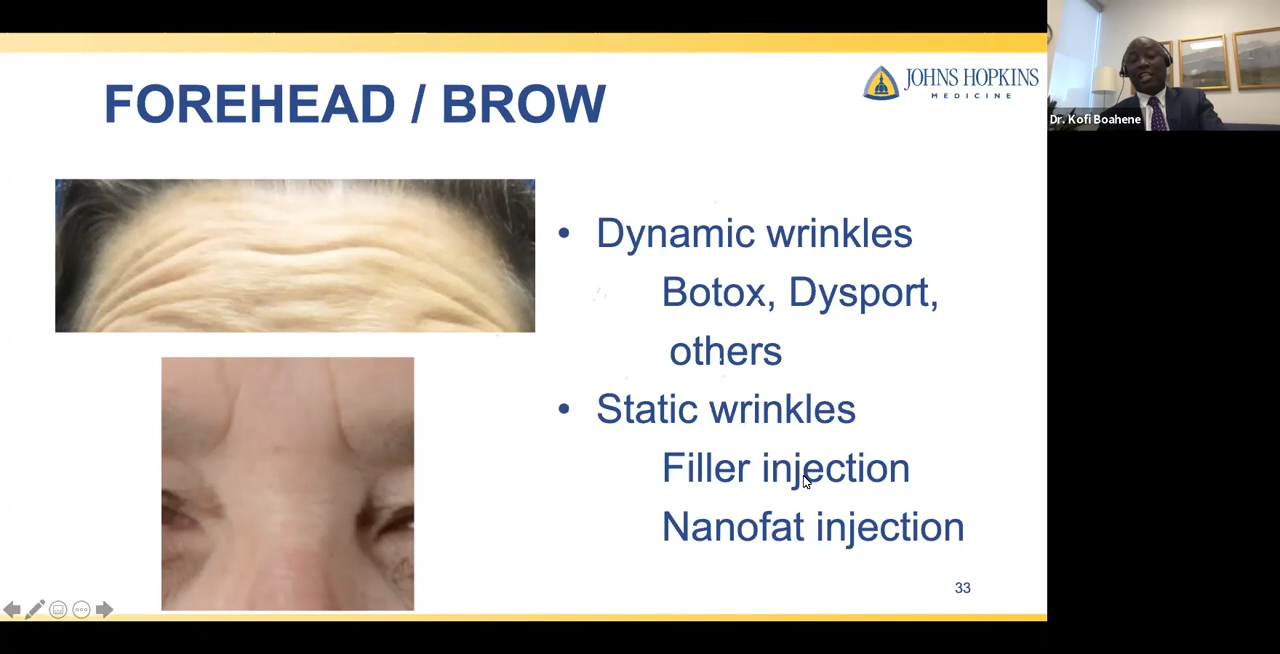 FOREHEAD / BROW
JOHNS HOPKINS
MEDICINE
Dr. Kofi Boahene
• Dynamic wrinkles
Botox, Dysport,
others
• Static wrinkles
Filler injection
Nanofat injection
33